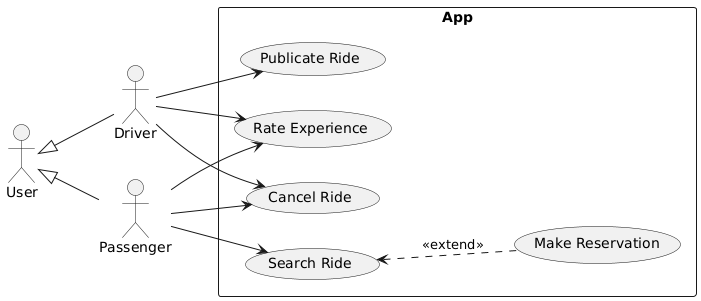 App
Publicate Ride
Driver
Rate Experience
User
Cancel Ride
Passenger
«extend»
Make Reservation
Search Ride